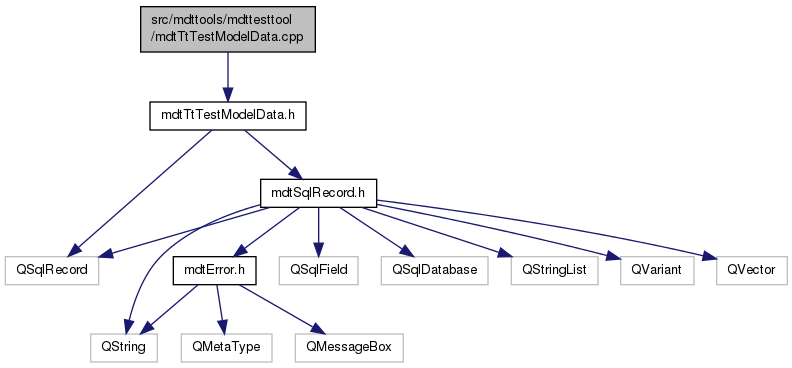 src/mdttools/mdttesttool
/mdtTtTestModelData.cpp
mdtTtTestModelData.h
mdtSqlRecord.h
QSqlRecord
mdtError.h
QSqlField
QSqlDatabase
QStringList
QVariant
QVector
QString
QMetaType
QMessageBox